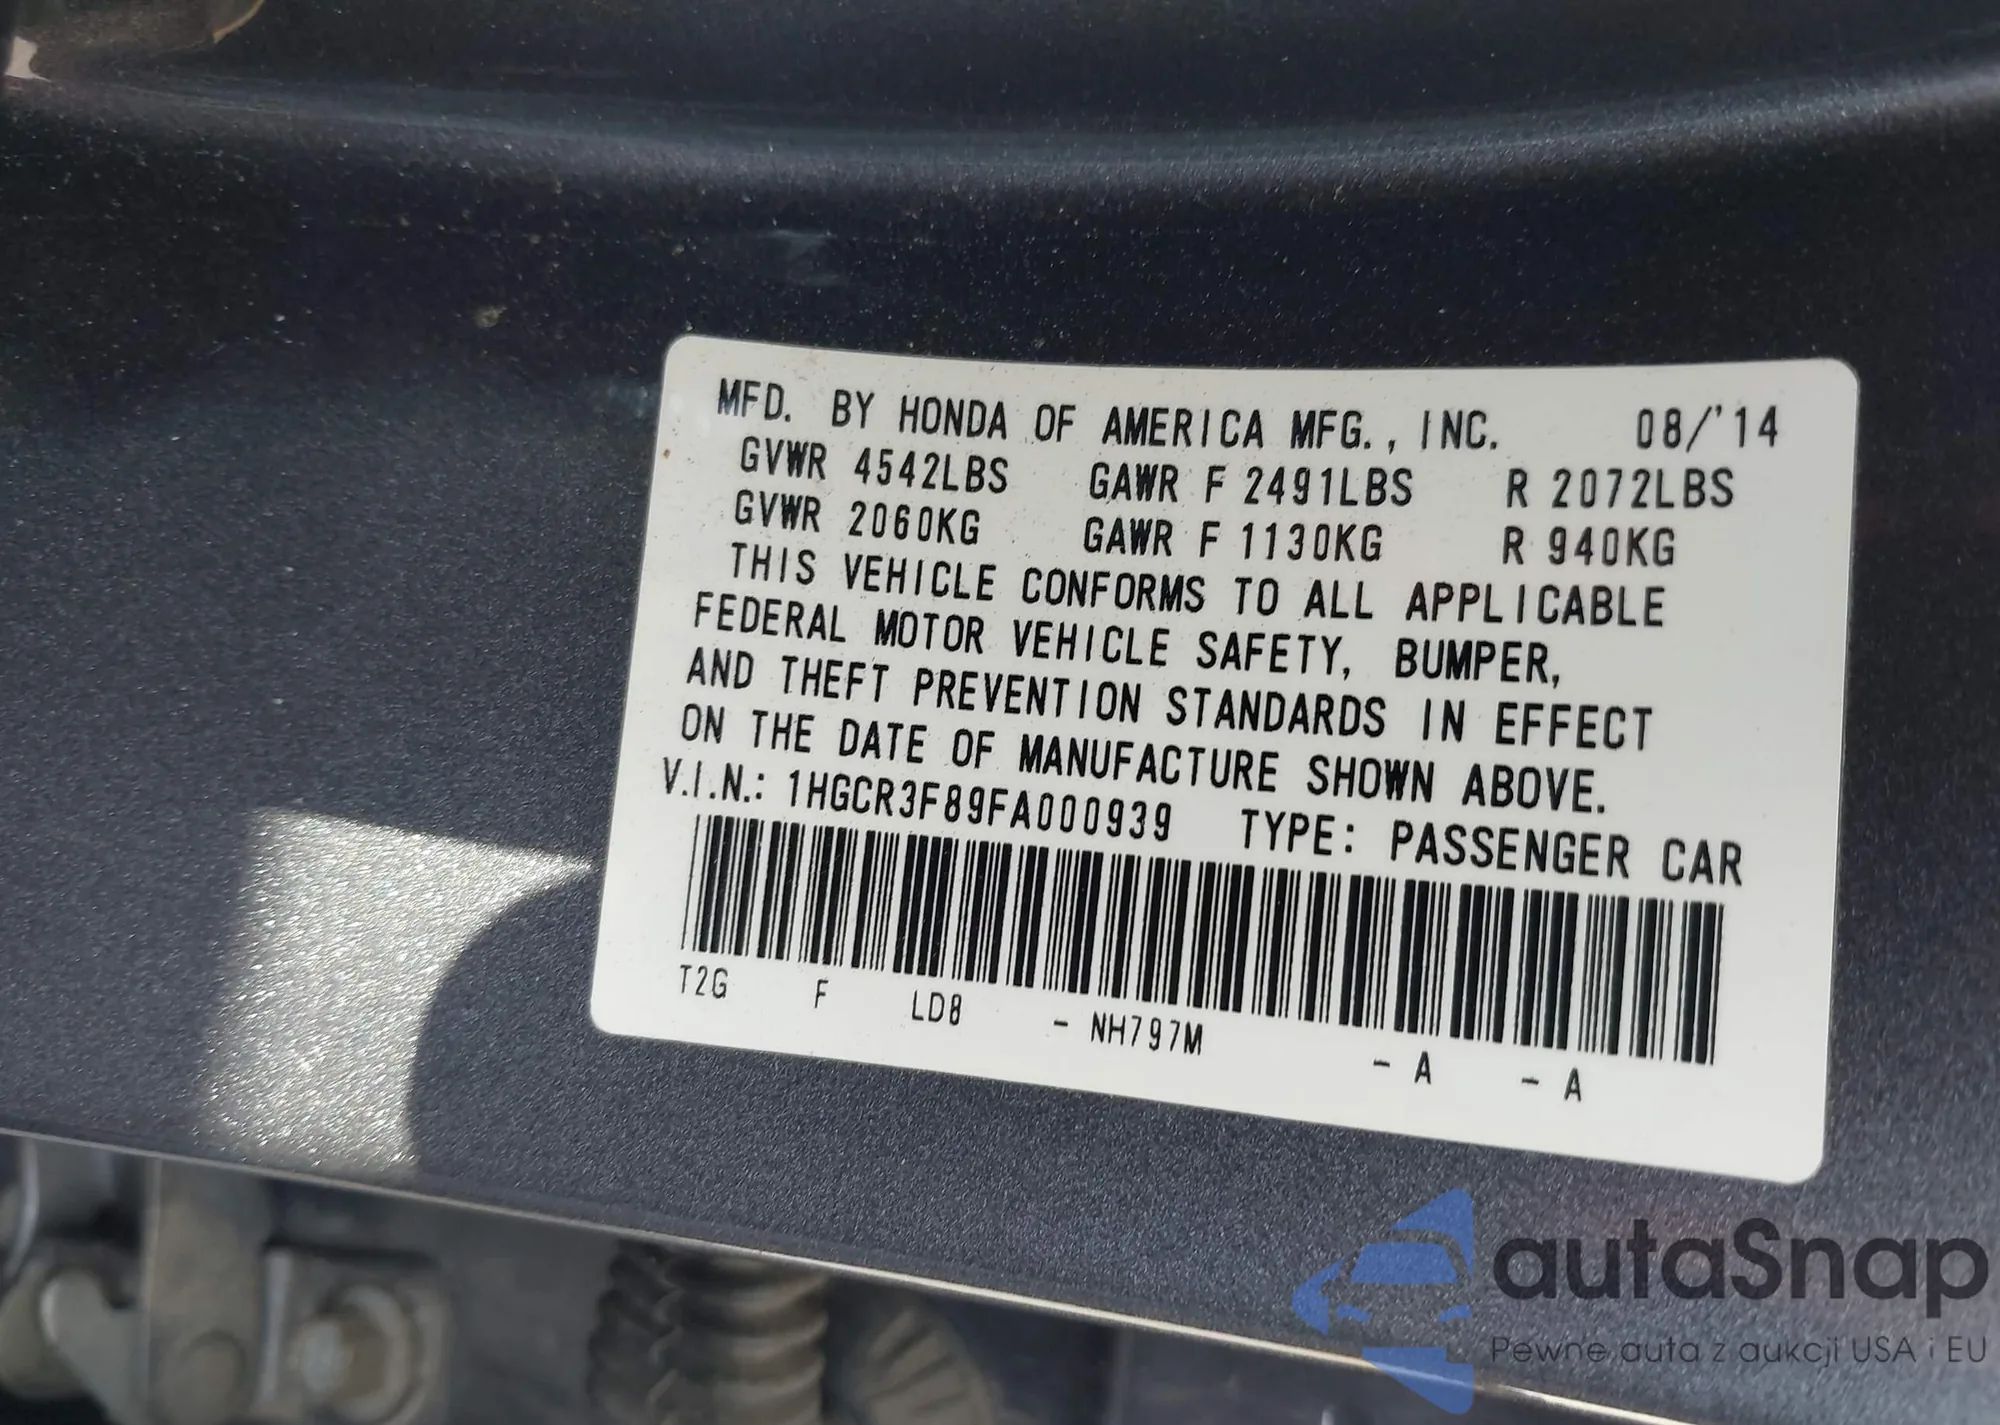 MFD. BY HONDA OF AMERICA MFG., INC. 08/'14
GVWR 4542LBS GAWR F 2491LBS R 2072LBS
GVWR 2060KG GAWR F 1130KG R 940KG
THIS VEHICLE CONFORMS TO ALL APPLICABLE
FEDERAL MOTOR VEHICLE SAFETY, BUMPER,
AND THEFT PREVENTION STANDARDS IN EFFECT
ON THE DATE OF MANUFACTURE SHOWN ABOVE.
V.I.N.: 1HGCR3F89FA000939 TYPE: PASSENGER CAR
T2G F LD8 - NH797M - A - A
autaSnap
Pewne auta z aukcji USA i EU